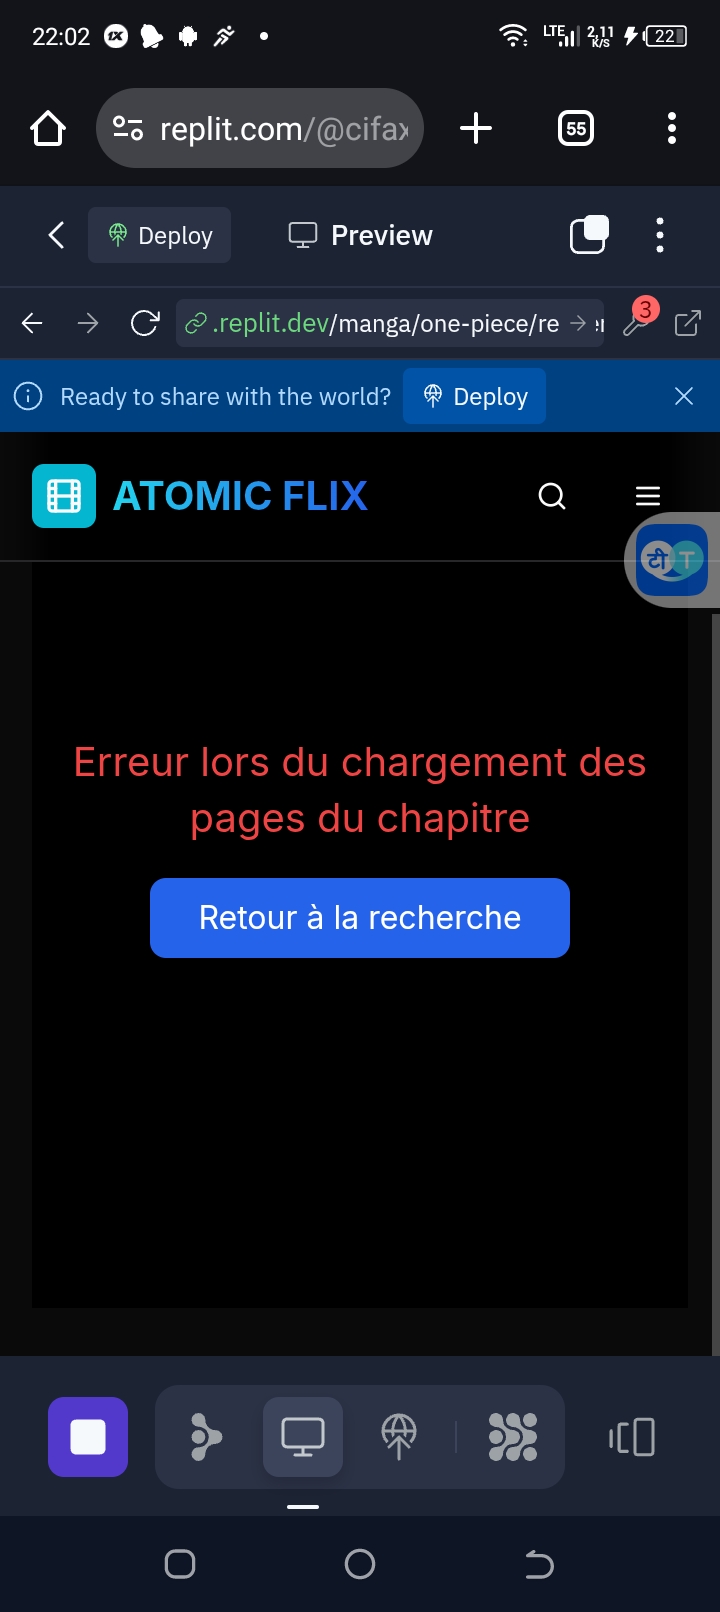 22:02
1X
LTE
2,11
K/S
22
replit.com/@cifax
55
Deploy
Preview
.replit.dev/manga/one-piece/re
3
Ready to share with the world?
Deploy
ATOMIC FLIX
टी T
Erreur lors du chargement des
pages du chapitre
Retour à la recherche